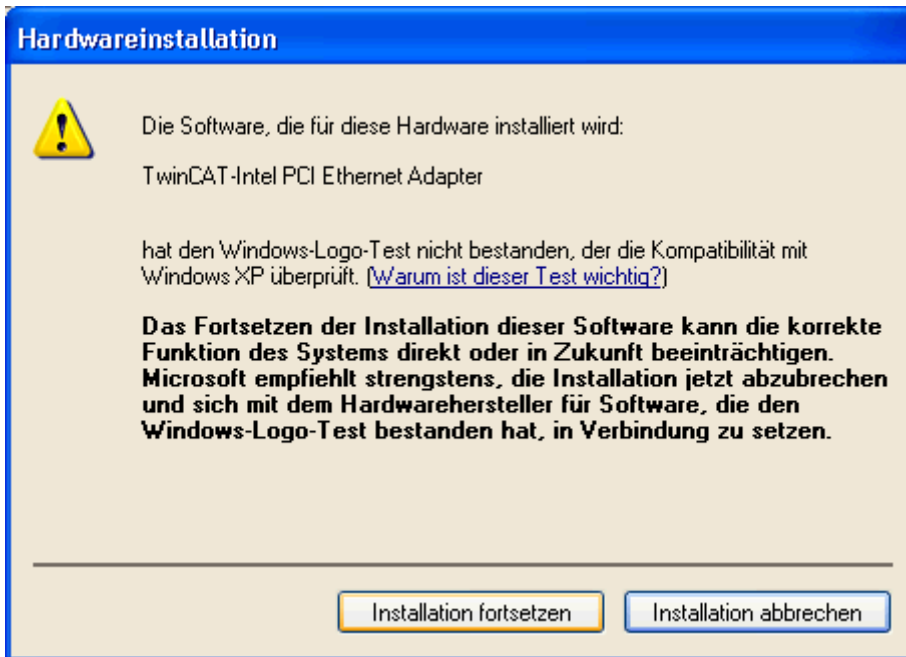 Hardwareinstallation
Die Software, die für diese Hardware installiert wird:
TwinCAT-Intel PCI Ethernet Adapter
hat den Windows-Logo-Test nicht bestanden, der die Kompatibilität mit
Windows XP überprüft. (Warum ist dieser Test wichtig?)
Das Fortsetzen der Installation dieser Software kann die korrekte
Funktion des Systems direkt oder in Zukunft beeinträchtigen.
Microsoft empfiehlt strengstens, die Installation jetzt abzubrechen
und sich mit dem Hardwarehersteller für Software, die den
Windows-Logo-Test bestanden hat, in Verbindung zu setzen.
Installation fortsetzen Installation abbrechen